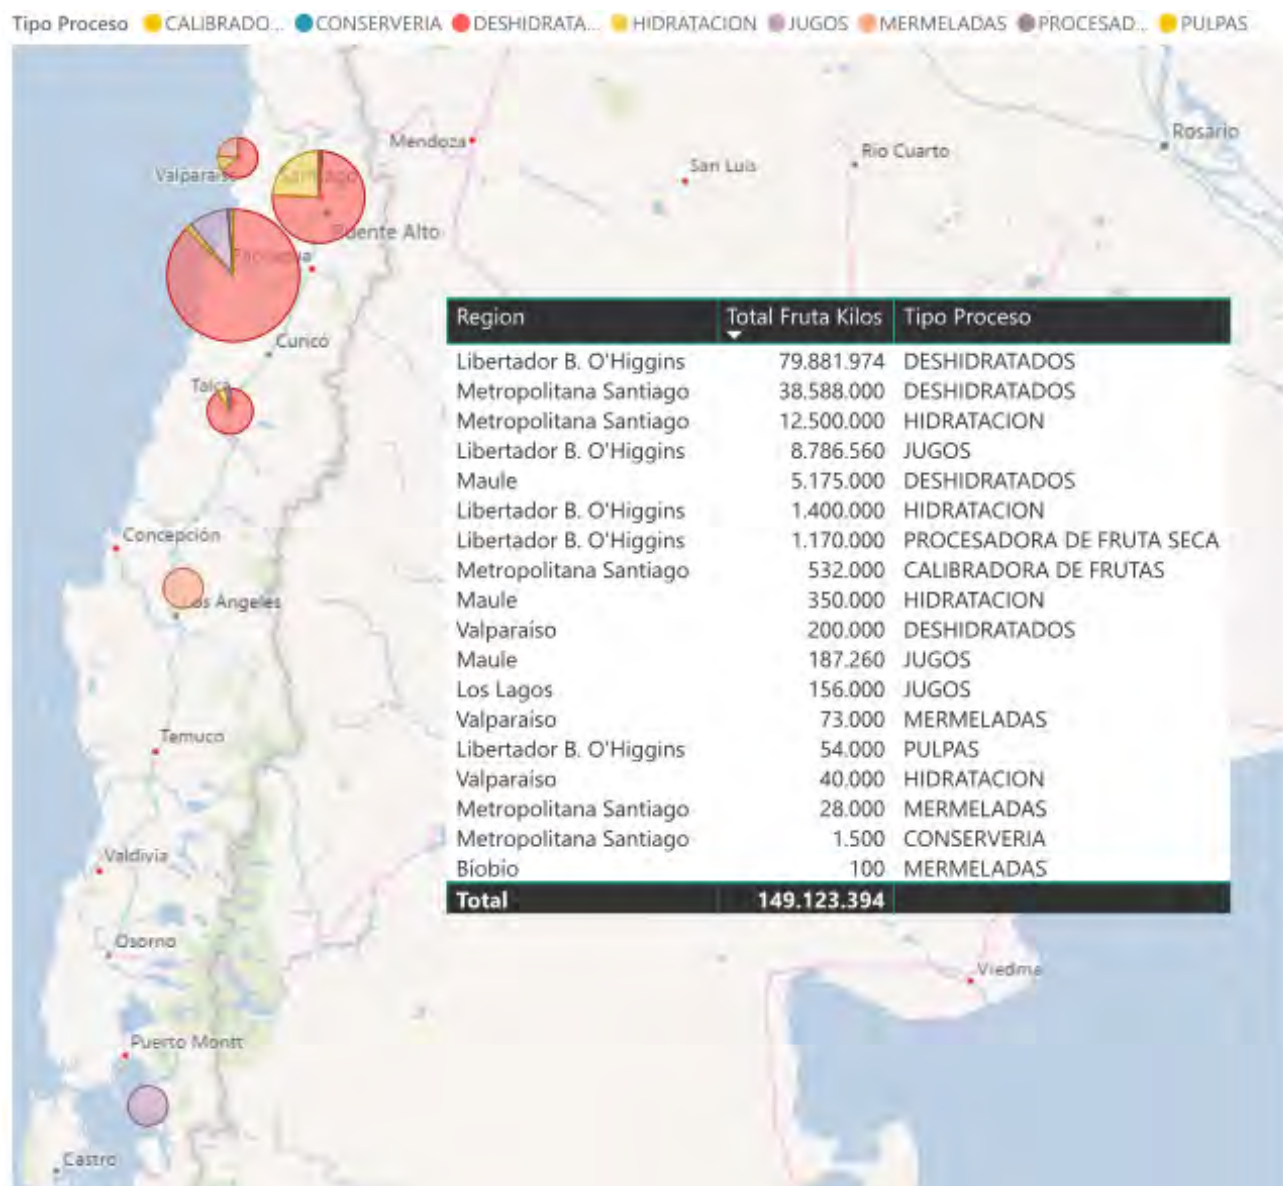 Tipo Proceso CALIBRADO... CONSERVERIA DESHIDRATA... HIDRATACION JUGOS MERMELADAS PROCESAD... PULPAS
Mendoza
Rosario
Rio Cuarto
San Luis
Valparaiso
Santiago
Puente Alto
Curicó
Talca
Concepción
Los Angeles
Temuco
Valdivia
Osorno
Puerto Montt
Castro
Viedma
Region Total Fruta Kilos Tipo Proceso
Libertador B. O'Higgins 79.881.974 DESHIDRATADOS
Metropolitana Santiago 38.588.000 DESHIDRATADOS
Metropolitana Santiago 12.500.000 HIDRATACION
Libertador B. O'Higgins 8.786.560 JUGOS
Maule 5.175.000 DESHIDRATADOS
Libertador B. O'Higgins 1.400.000 HIDRATACION
Libertador B. O'Higgins 1.170.000 PROCESADORA DE FRUTA SECA
Metropolitana Santiago 532.000 CALIBRADORA DE FRUTAS
Maule 350.000 HIDRATACION
Valparaiso 200.000 DESHIDRATADOS
Maule 187.260 JUGOS
Los Lagos 156.000 JUGOS
Valparaiso 73.000 MERMELADAS
Libertador B. O'Higgins 54.000 PULPAS
Valparaiso 40.000 HIDRATACION
Metropolitana Santiago 28.000 MERMELADAS
Metropolitana Santiago 1.500 CONSERVERIA
Biobio 100 MERMELADAS
Total 149.123.394